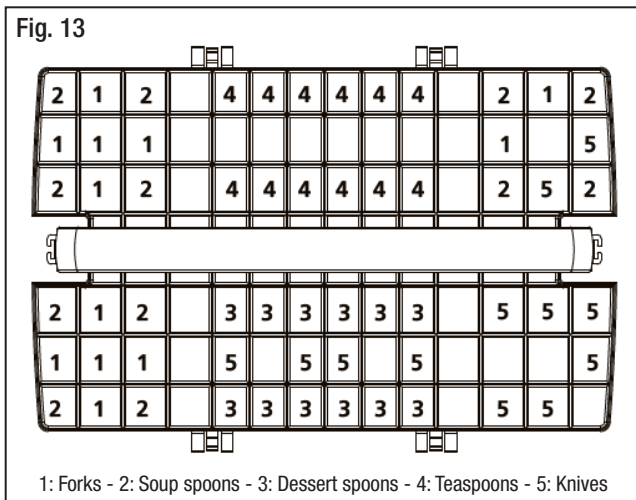 Fig. 13
2 1 2 4 4 4 4 4 4 2 1 2
1 1 1 1 5
2 1 2 4 4 4 4 4 4 2 5 2
2 1 2 3 3 3 3 3 3 5 5 5
1 1 1 5 5 5 5 5
2 1 2 3 3 3 3 3 3 5 5
1: Forks - 2: Soup spoons - 3: Dessert spoons - 4: Teaspoons - 5: Knives